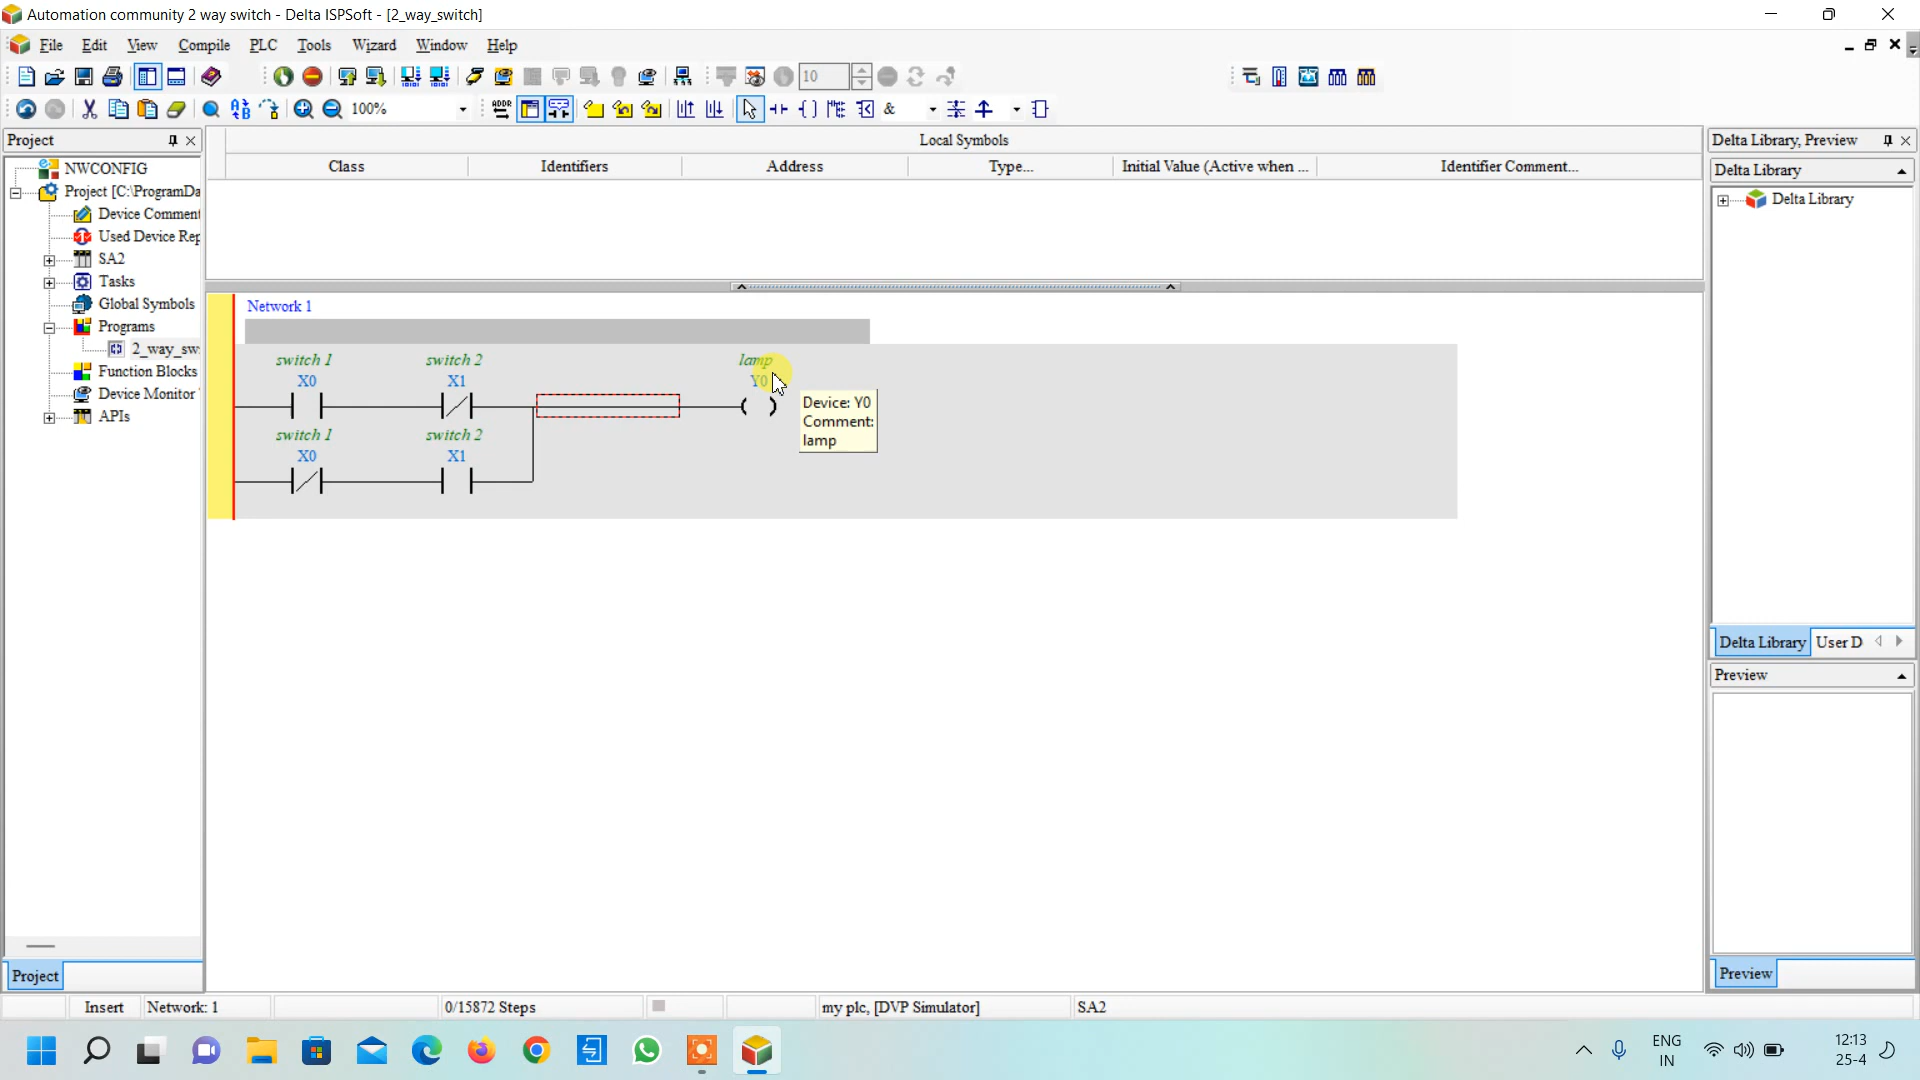 Automation community 2 way switch - Delta ISPSoft - [2_way_switch]
File Edit View Compile PLC Tools Wizard Window Help
10
100% ADDR &
Project
NWCONFIG
Project [C:\ProgramDa
Device Comment
Used Device Rep
SA2
Tasks
Global Symbols
Programs
2_way_sw
Function Blocks
Device Monitor
APIs
Project
Local Symbols
Class Identifiers Address Type... Initial Value (Active when ... Identifier Comment...
Network 1
switch 1 switch 2 lamp
X0 X1 Y0
switch 1 switch 2
X0 X1
Device: Y0
Comment:
lamp
Delta Library, Preview
Delta Library
Delta Library
Delta Library User D
Preview
Preview
Insert Network: 1 0/15872 Steps my plc, [DVP Simulator] SA2
ENG
IN
12:13
25-4